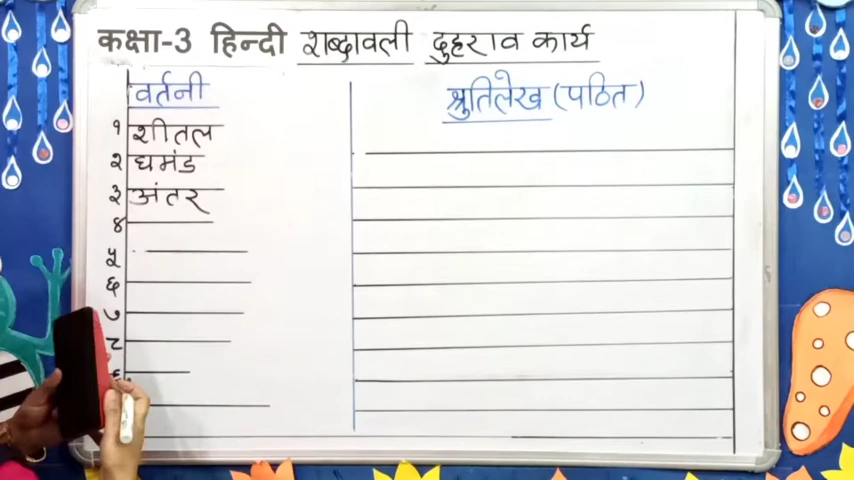 कक्षा-3 हिन्दी शब्दावली दुहराव कार्य
वर्तनी
१ शीतल
२ घमंड
३ अंतर
४
५
६
७
८
९
श्रुतिलेख (पठित)